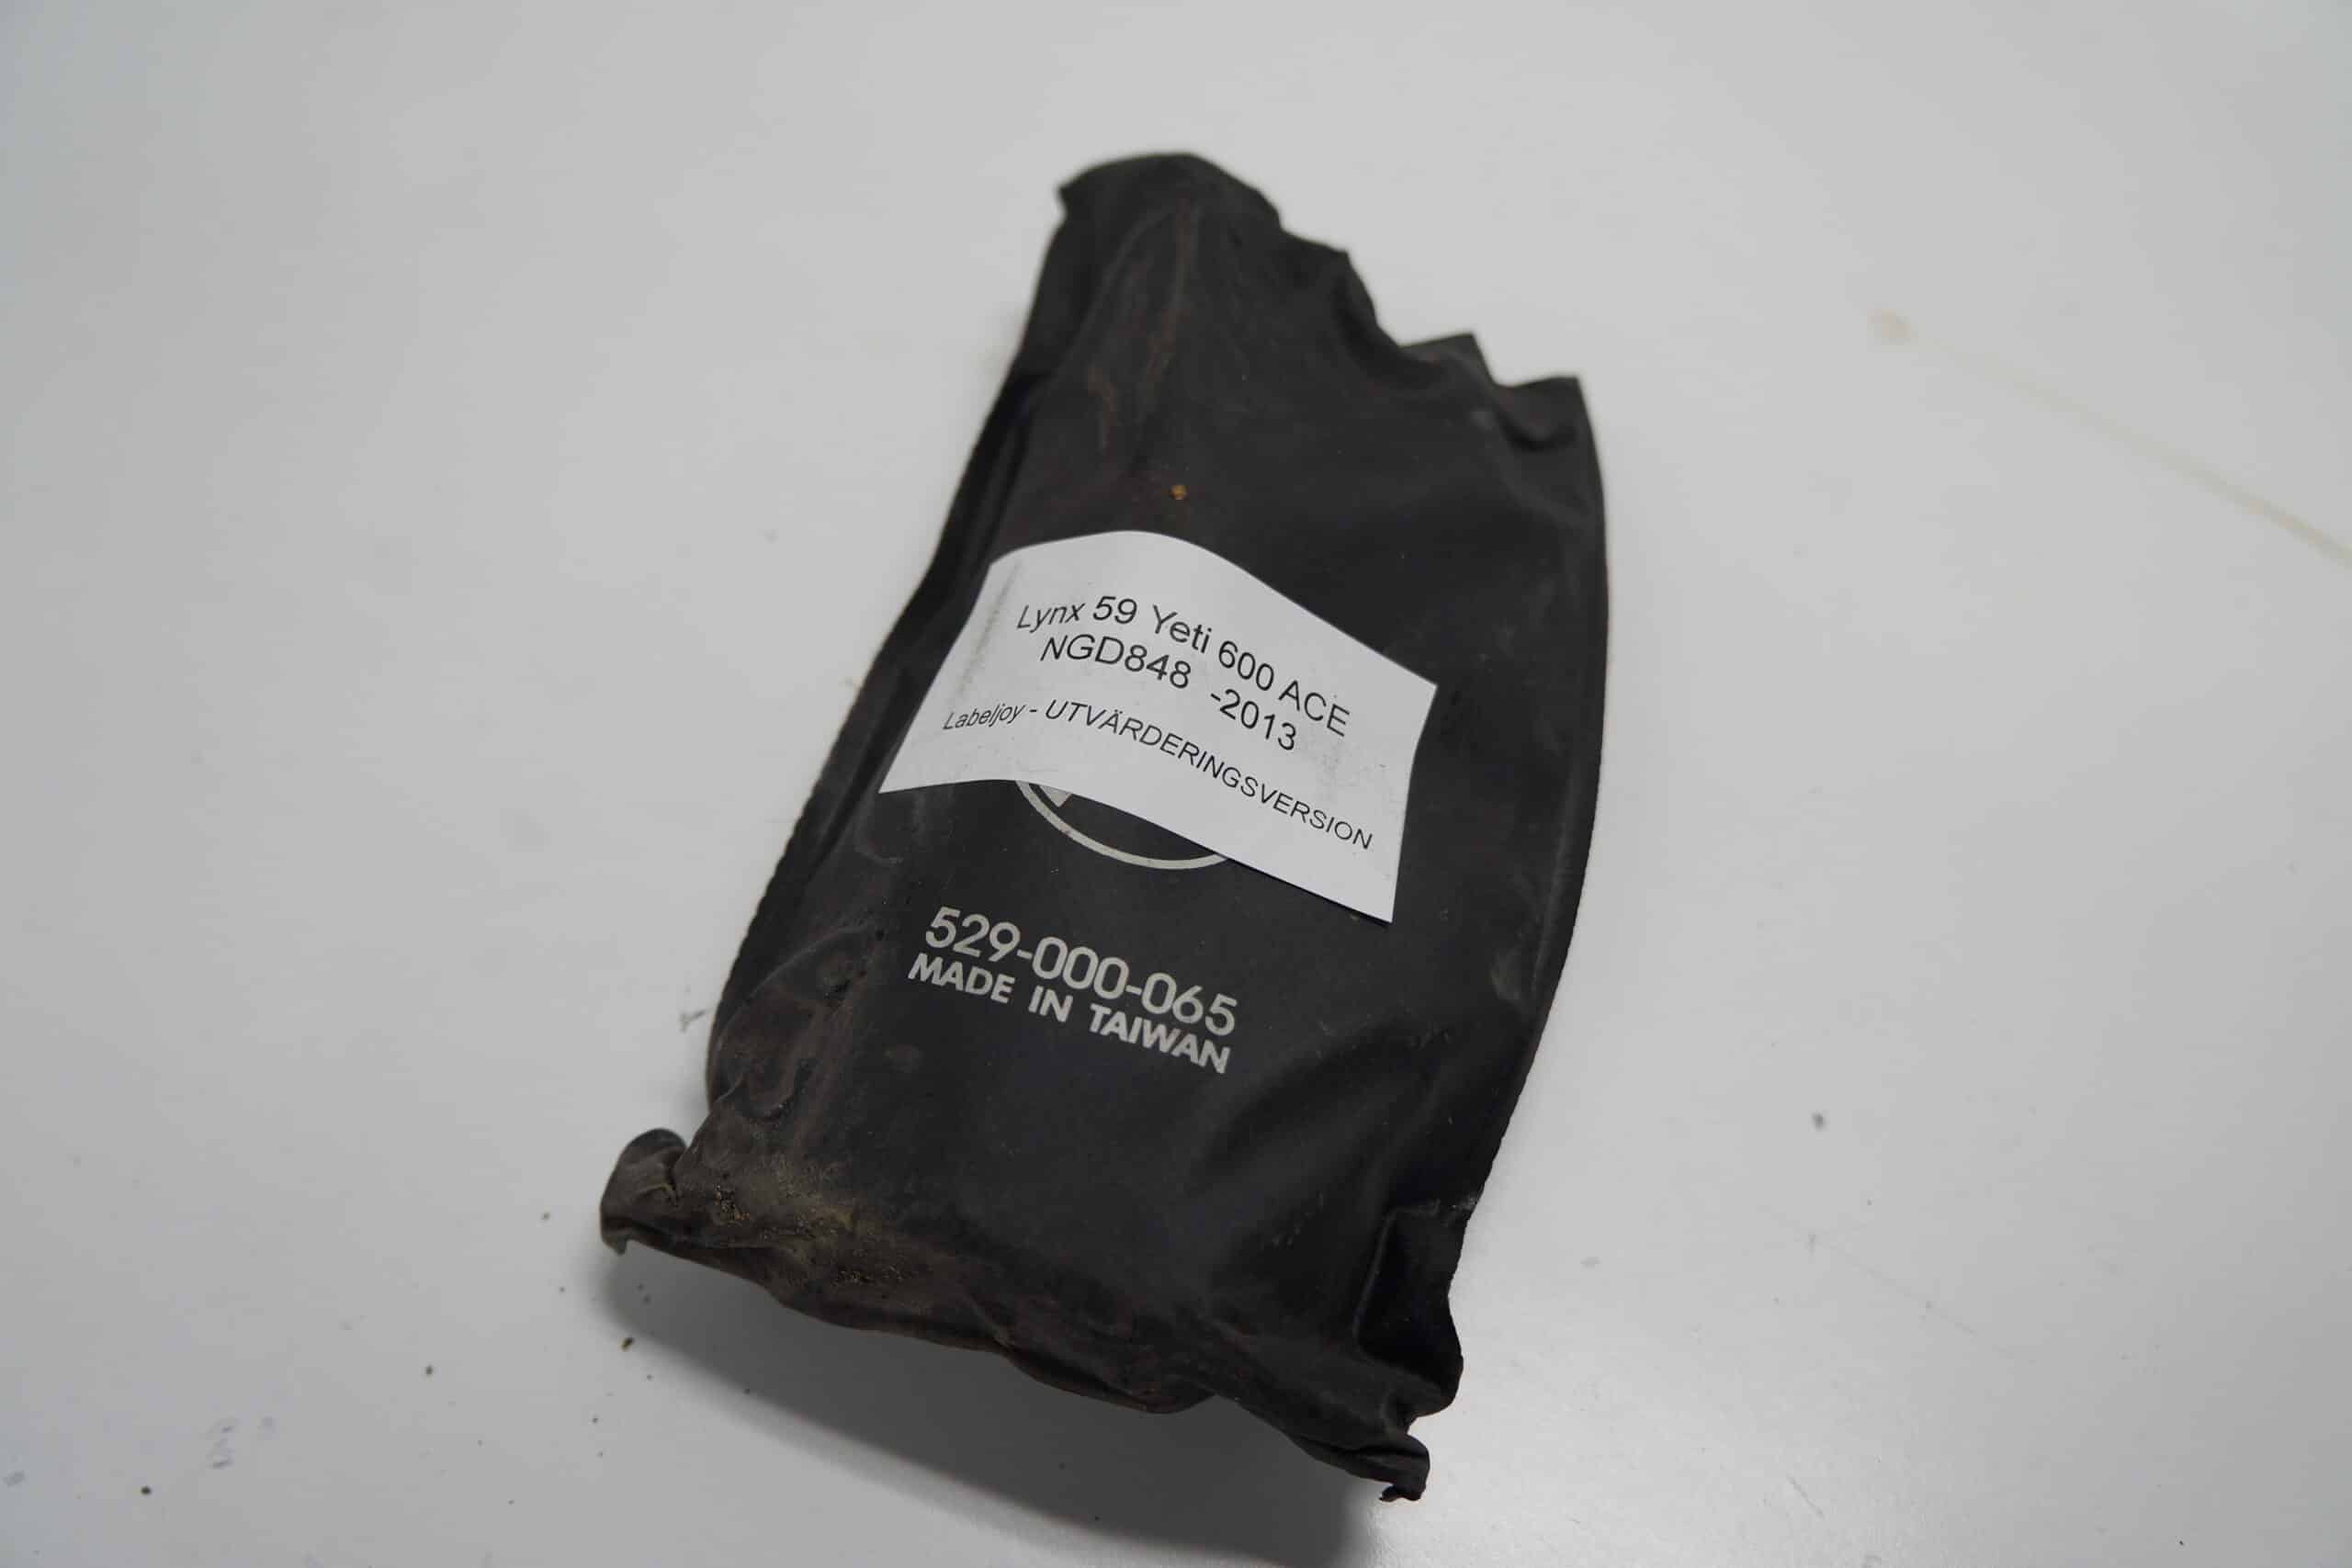 Lynx 59 Yeti 600 ACE
NGD848 -2013
Labeljoy - UTVÄRDERINGSVERSION
529-000-065
MADE IN TAIWAN